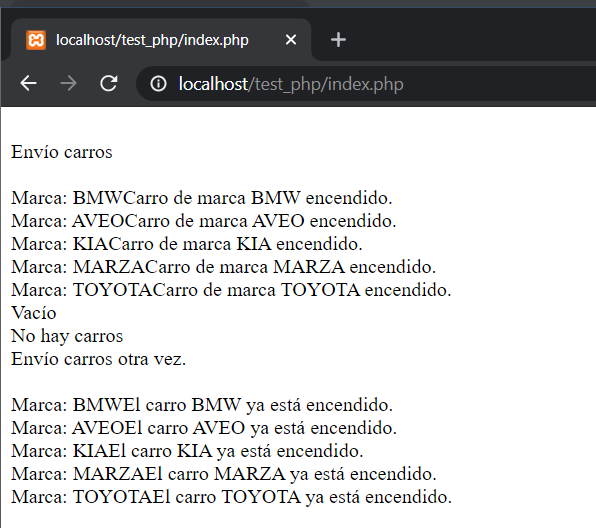 localhost/test_php/index.php
localhost/test_php/index.php
Envío carros
Marca: BMWCarro de marca BMW encendido.
Marca: AVEOCarro de marca AVEO encendido.
Marca: KIACarro de marca KIA encendido.
Marca: MARZACarro de marca MARZA encendido.
Marca: TOYOTACarro de marca TOYOTA encendido.
Vacío
No hay carros
Envío carros otra vez.
Marca: BMWEl carro BMW ya está encendido.
Marca: AVEOEl carro AVEO ya está encendido.
Marca: KIAEl carro KIA ya está encendido.
Marca: MARZAEl carro MARZA ya está encendido.
Marca: TOYOTAEl carro TOYOTA ya está encendido.